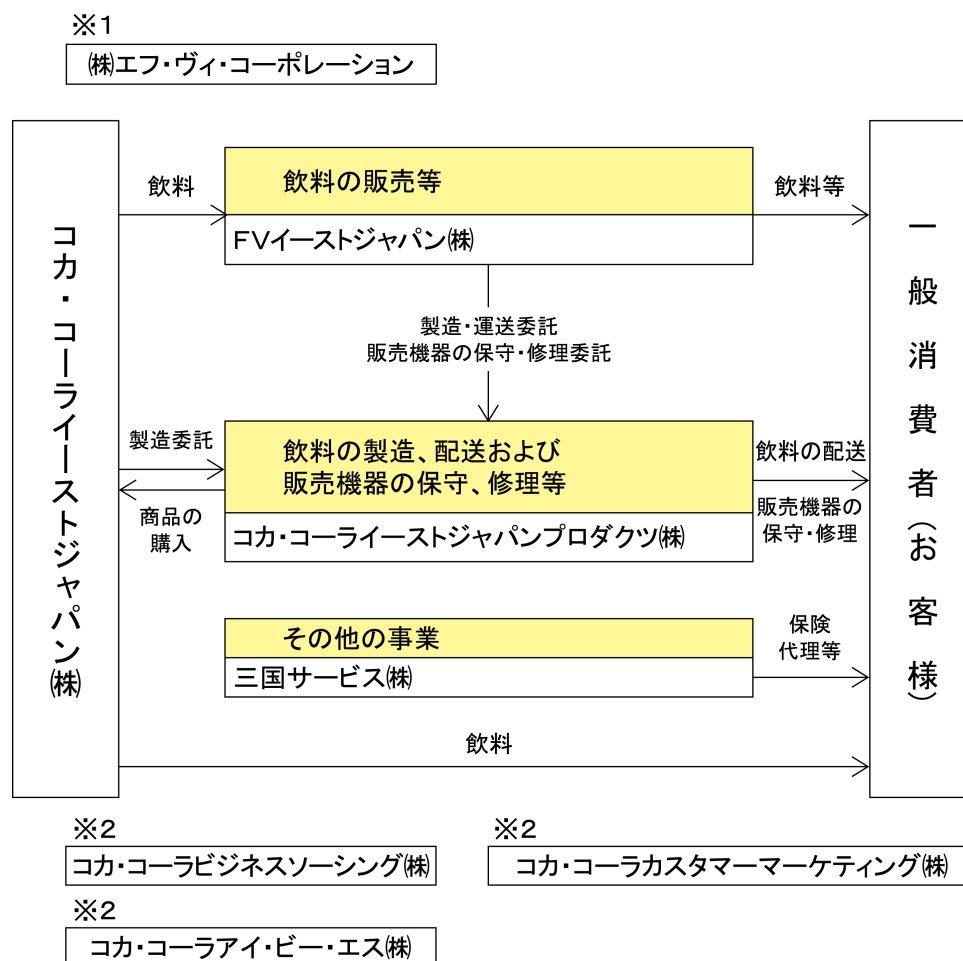 ※1
㈱エフ・ヴィ・コーポレーション
コカ・コーライーストジャパン㈱
飲料
飲料の販売等
FVイーストジャパン㈱
飲料等
製造・運送委託
販売機器の保守・修理委託
製造委託
商品の
購入
飲料の製造、配送および
販売機器の保守、修理等
コカ・コーライーストジャパンプロダクツ㈱
飲料の配送
販売機器の
保守・修理
その他の事業
三国サービス㈱
保険
代理等
飲料
一般消費者(お客様)
※2
コカ・コーラビジネスソーシング㈱
※2
コカ・コーラカスタマーマーケティング㈱
※2
コカ・コーラアイ・ビー・エス㈱